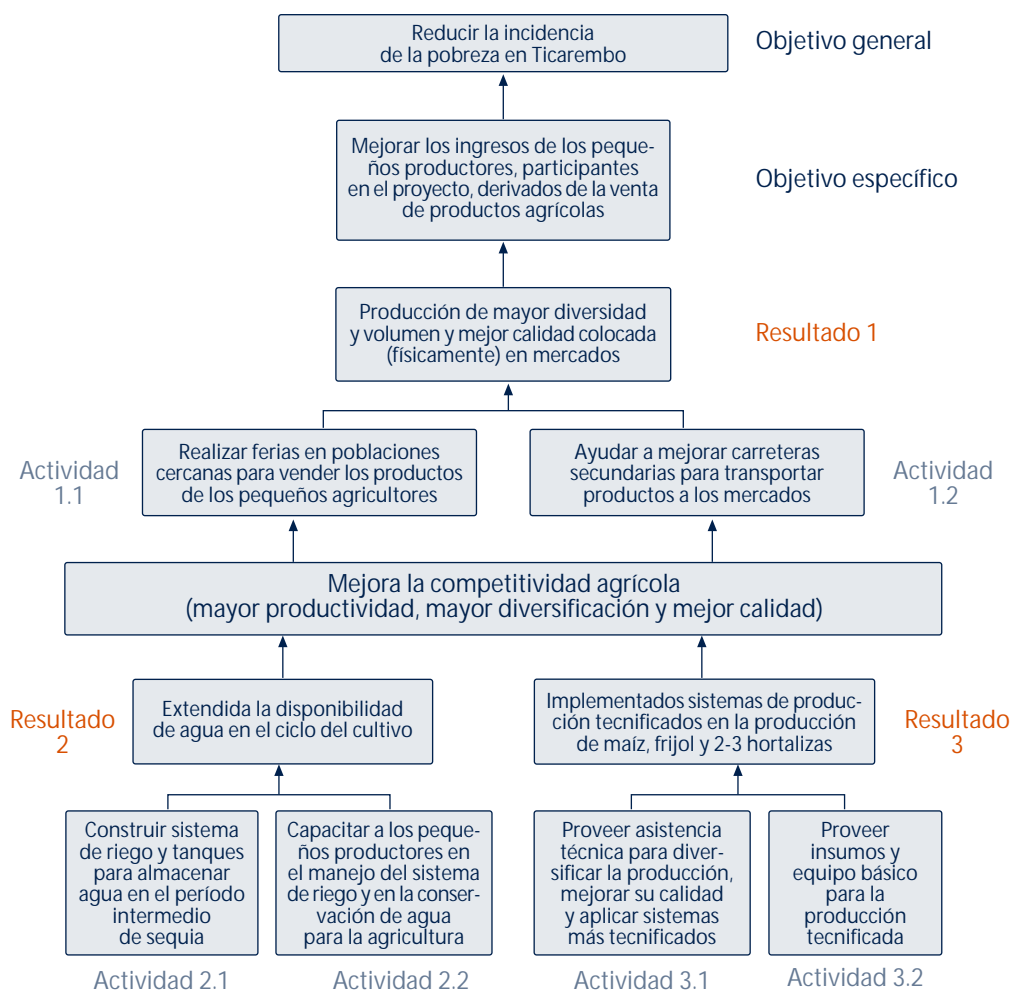 Reducir la incidencia
de la pobreza en Ticarembo
Objetivo general
Mejorar los ingresos de los peque-
ños productores, participantes
en el proyecto, derivados de la venta
de productos agrícolas
Objetivo específico
Producción de mayor diversidad
y volumen y mejor calidad colocada
(físicamente) en mercados
Resultado 1
Actividad
1.1
Realizar ferias en poblaciones
cercanas para vender los productos
de los pequeños agricultores
Ayudar a mejorar carreteras
secundarias para transportar
productos a los mercados
Actividad
1.2
Mejora la competitividad agrícola
(mayor productividad, mayor diversificación y mejor calidad)
Resultado
2
Extendida la disponibilidad
de agua en el ciclo del cultivo
Implementados sistemas de produc-
ción tecnificados en la producción
de maíz, frijol y 2-3 hortalizas
Resultado
3
Construir sistema
de riego y tanques
para almacenar
agua en el período
intermedio
de sequia
Capacitar a los peque-
ños productores en
el manejo del sistema
de riego y en la conser-
vación de agua
para la agricultura
Proveer asistencia
técnica para diver-
sificar la producción,
mejorar su calidad
y aplicar sistemas
más tecnificados
Proveer
insumos y
equipo básico
para la
producción
tecnificada
Actividad 2.1
Actividad 2.2
Actividad 3.1
Actividad 3.2